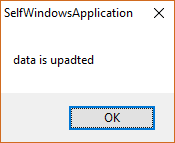 SelfWindowsApplication
data is upadted
OK